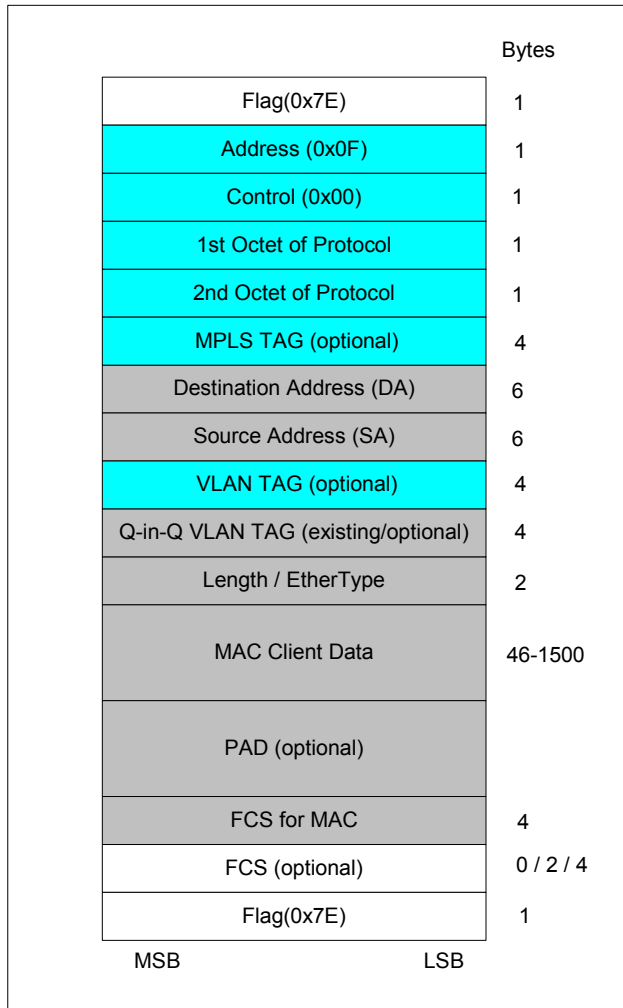 Bytes
Flag(0x7E) 1
Address (0x0F) 1
Control (0x00) 1
1st Octet of Protocol 1
2nd Octet of Protocol 1
MPLS TAG (optional) 4
Destination Address (DA) 6
Source Address (SA) 6
VLAN TAG (optional) 4
Q-in-Q VLAN TAG (existing/optional) 4
Length / EtherType 2
MAC Client Data 46-1500
PAD (optional)
FCS for MAC 4
FCS (optional) 0 / 2 / 4
Flag(0x7E) 1
MSB LSB